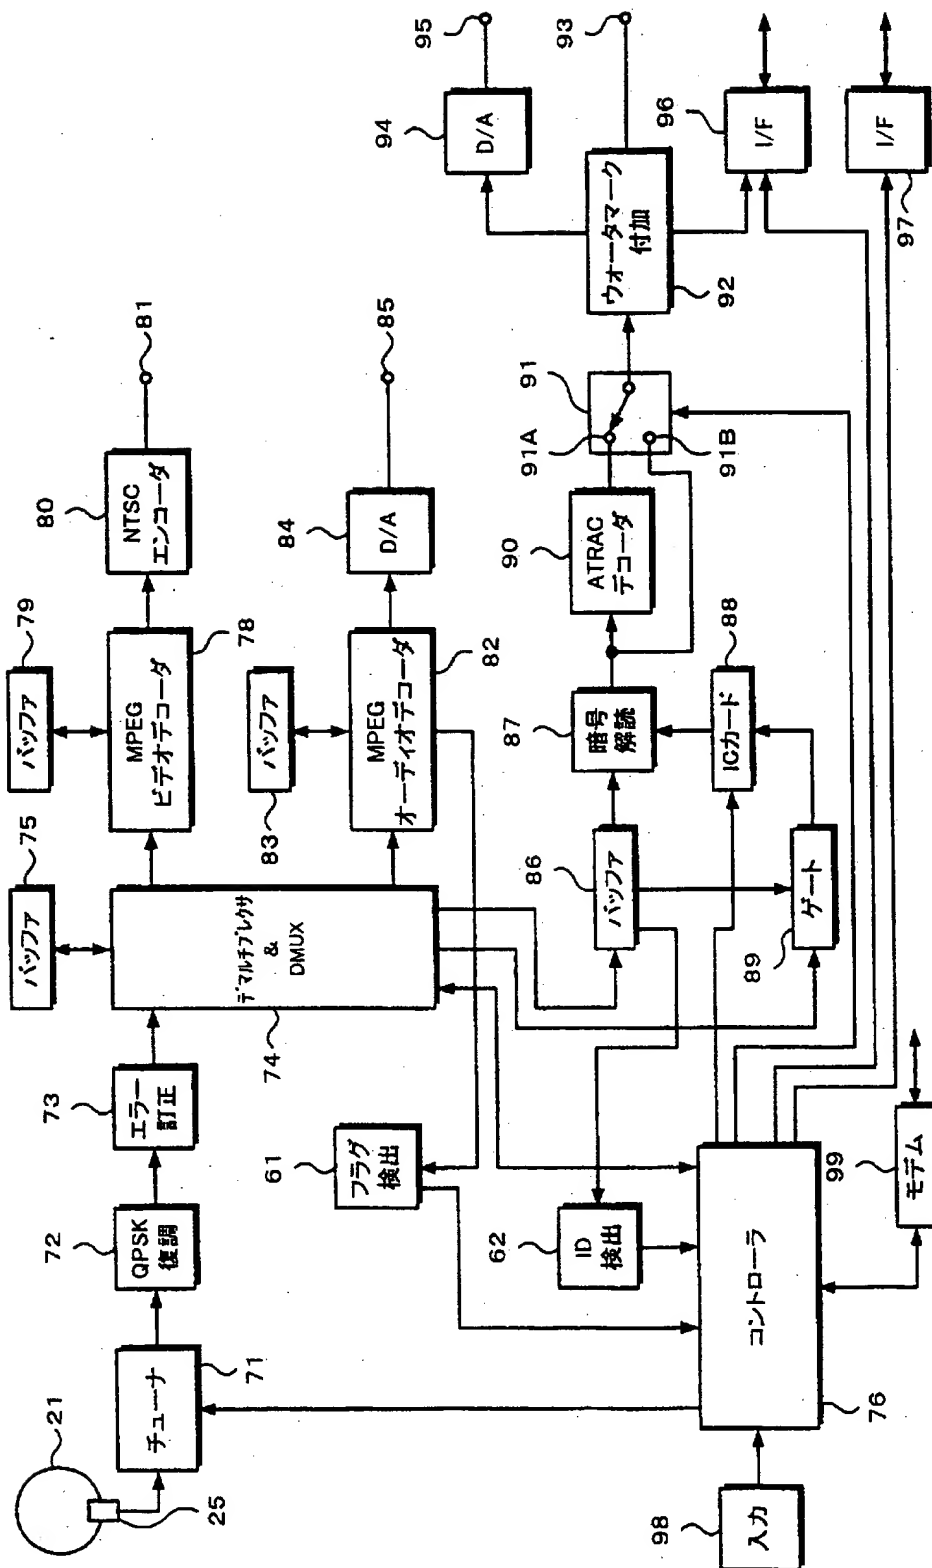 21
25
チューナ
71
QPSK
復調
72
エラー
訂正
73
デマルチプレクサ
&
DMUX
74
バッファ
75
MPEG
ビデオデコーダ
78
バッファ
79
NTSC
エンコーダ
80
81
MPEG
オーディオデコーダ
82
バッファ
83
D/A
84
85
フラグ
検出
61
ID
検出
62
バッファ
86
暗号
解読
87
ICカード
88
ゲート
89
ATRAC
デコーダ
90
91
91A
91B
ウォータマーク
付加
92
93
D/A
94
95
I/F
96
I/F
97
コントローラ
76
入力
98
モデム
99